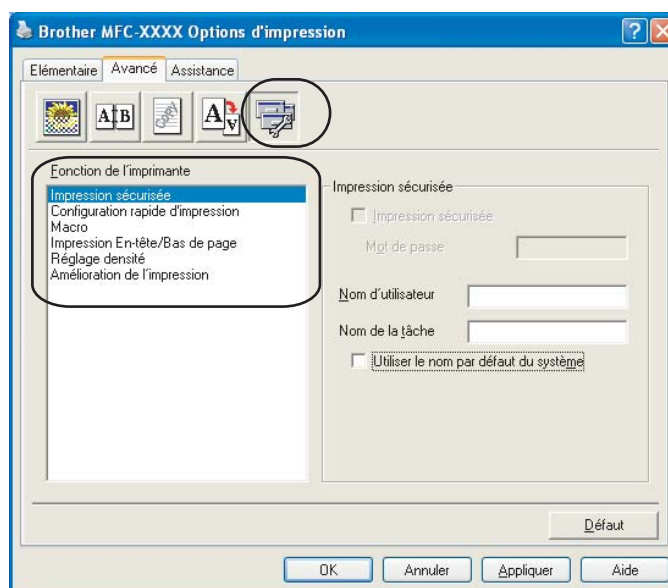 Brother MFC-XXXX Options d'impression
Elémentaire Avancé Assistance
A B
copy
A A
Fonction de l'imprimante
Impression sécurisée
Configuration rapide d'impression
Macro
Impression En-tête/Bas de page
Réglage densité
Amélioration de l'impression
Impression sécurisée
Impression sécurisée
Mot de passe
Nom d'utilisateur
Nom de la tâche
Utiliser le nom par défaut du système
Défaut
OK Annuler Appliquer Aide